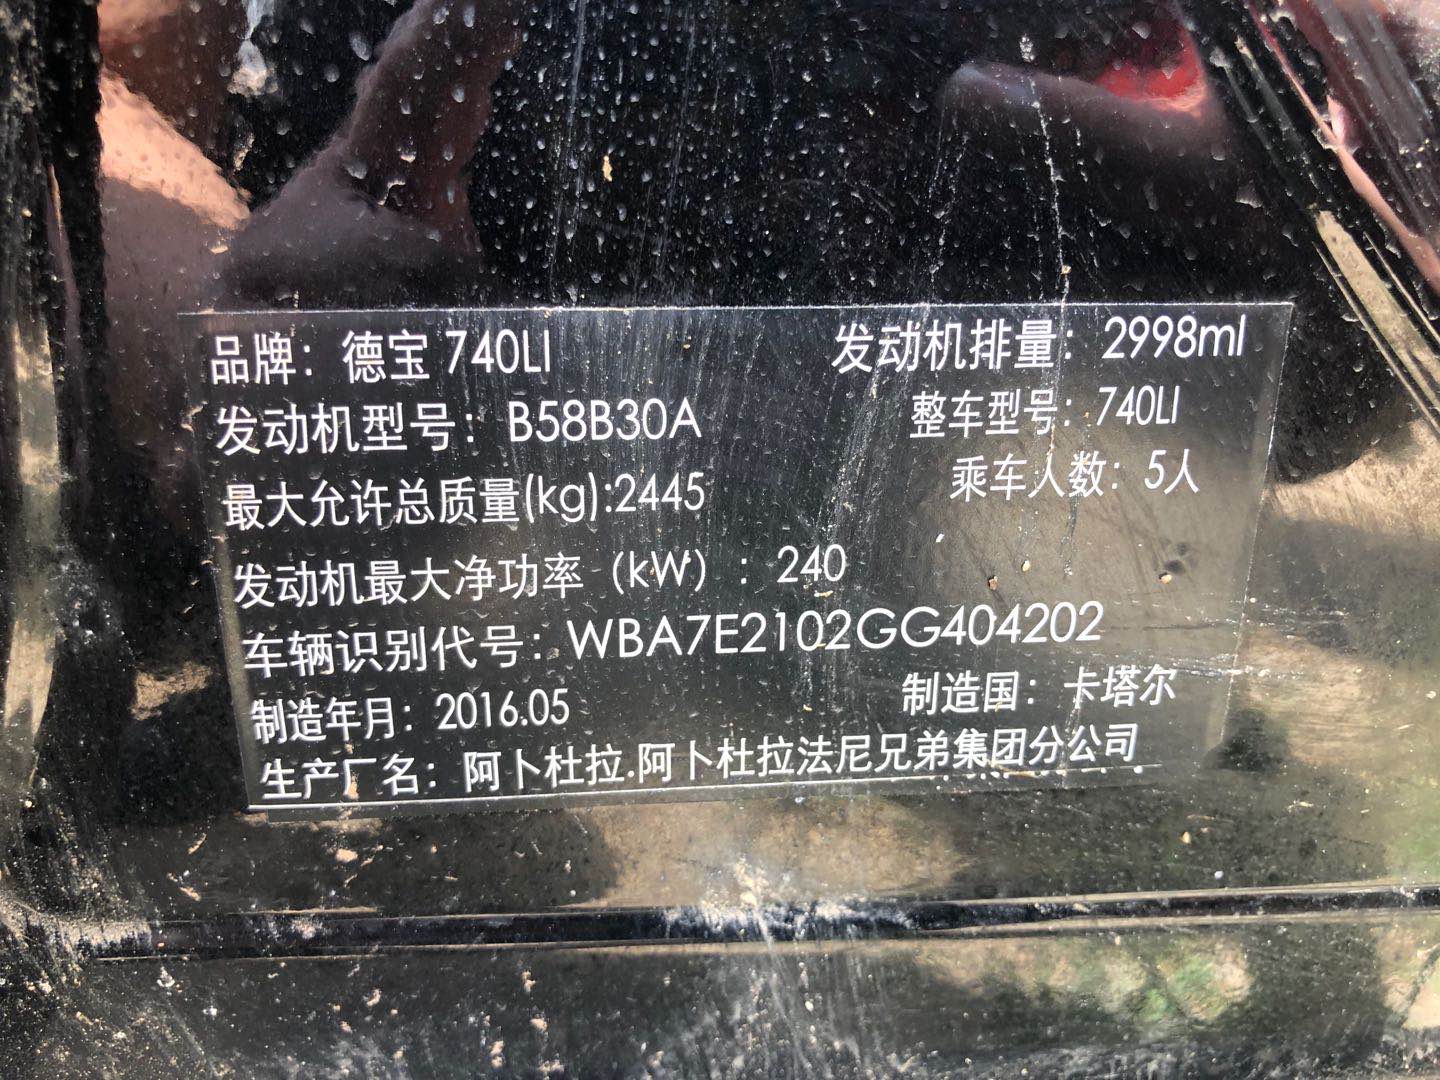 品牌：德宝 740LI 发动机排量：2998ml
发动机型号：B58B30A 整车型号：740LI
最大允许总质量(kg):2445 乘车人数：5人
发动机最大净功率（kW）：240
车辆识别代号：WBA7E2102GG404202
制造年月：2016.05 制造国：卡塔尔
生产厂名：阿卜杜拉.阿卜杜拉法尼兄弟集团分公司